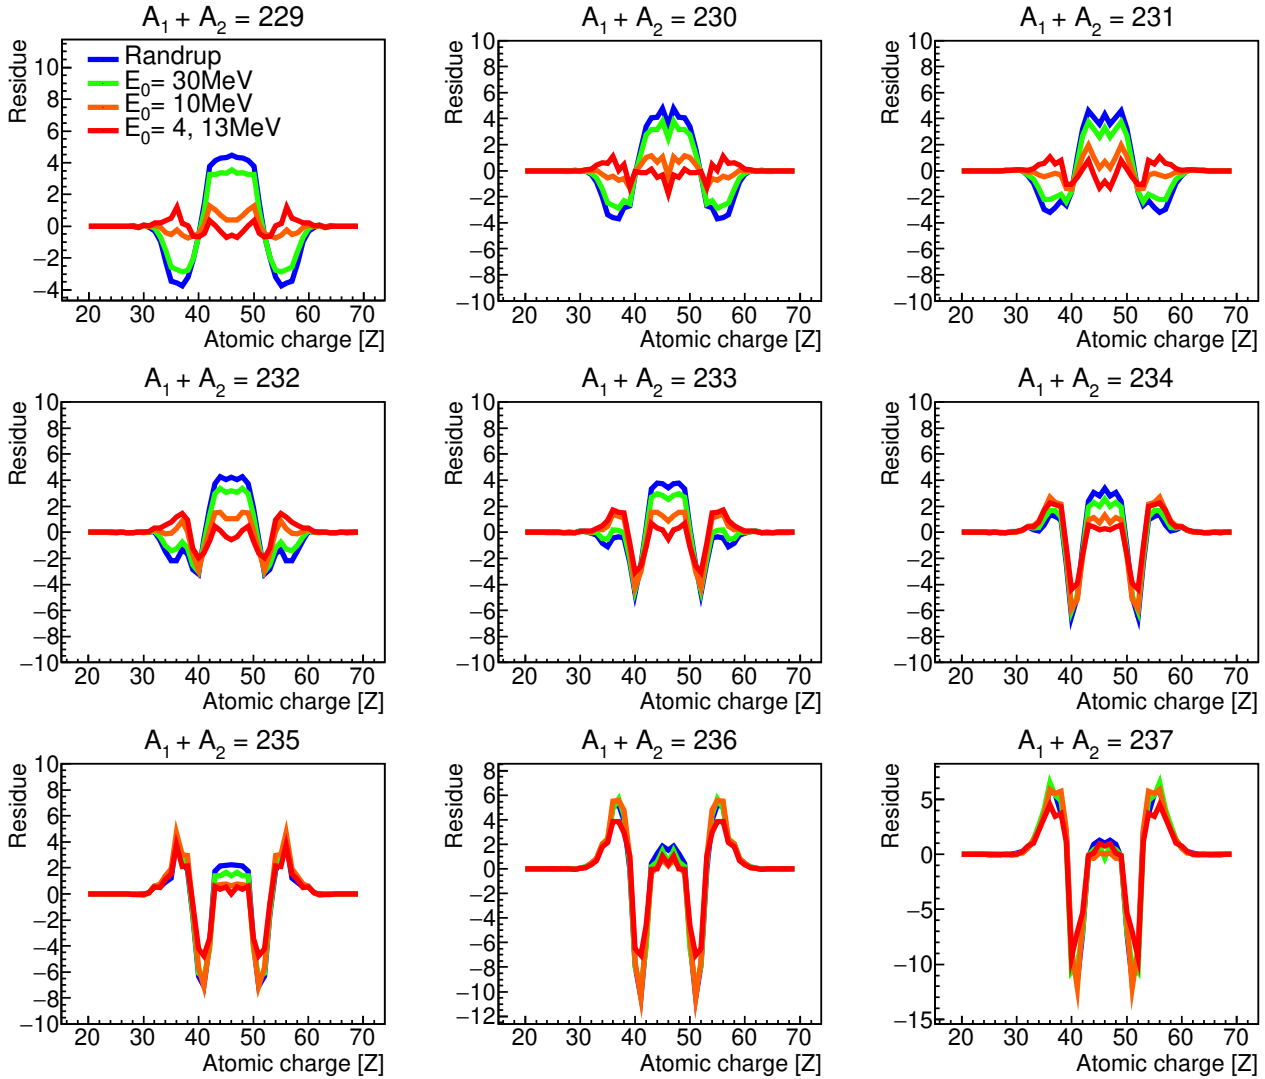 A1 + A2 = 229
Residue
10
8
6
4
2
0
−2
−4
Randrup
E0= 30MeV
E0= 10MeV
E0= 4, 13MeV
20 30 40 50 60 70
Atomic charge [Z]
A1 + A2 = 230
Residue
10
8
6
4
2
0
−2
−4
−6
−8
−10
20 30 40 50 60 70
Atomic charge [Z]
A1 + A2 = 231
Residue
10
8
6
4
2
0
−2
−4
−6
−8
−10
20 30 40 50 60 70
Atomic charge [Z]
A1 + A2 = 232
Residue
10
8
6
4
2
0
−2
−4
−6
−8
−10
20 30 40 50 60 70
Atomic charge [Z]
A1 + A2 = 233
Residue
10
8
6
4
2
0
−2
−4
−6
−8
−10
20 30 40 50 60 70
Atomic charge [Z]
A1 + A2 = 234
Residue
10
8
6
4
2
0
−2
−4
−6
−8
−10
20 30 40 50 60 70
Atomic charge [Z]
A1 + A2 = 235
Residue
10
8
6
4
2
0
−2
−4
−6
−8
−10
20 30 40 50 60 70
Atomic charge [Z]
A1 + A2 = 236
Residue
8
6
4
2
0
−2
−4
−6
−8
−10
−12
20 30 40 50 60 70
Atomic charge [Z]
A1 + A2 = 237
Residue
5
0
−5
−10
−15
20 30 40 50 60 70
Atomic charge [Z]